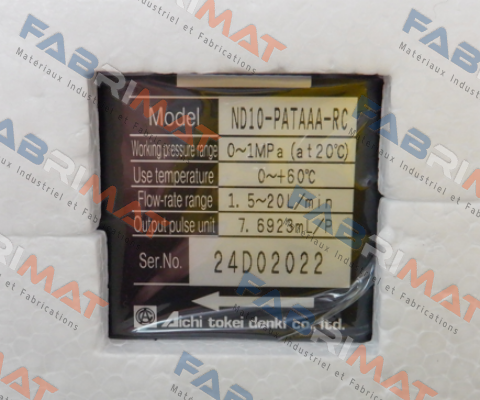 FABRIMAT
Materiaux Industriel et Fabrications
Model ND10-PATAAA-RC
Working pressure range 0~1MPa (at20℃)
Use temperature 0~+60℃
Flow-rate range 1.5~20L/min
Output pulse unit 7.6923mL/P
Ser.No. 24D02022
Aichi tokei denki co., ltd.